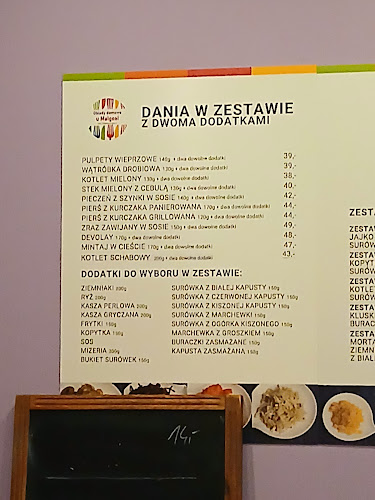 Obiady domowe
u Małgosi
DANIA W ZESTAWIE
Z DWOMA DODATKAMI
PULPETY WIEPRZOWE 140g + dwa dowolne dodatki 39,-
WĄTRÓBKA DROBIOWA 130g + dwa dowolne dodatki 39,-
KOTLET MIELONY 130g + dwa dowolne dodatki 38,-
STEK MIELONY Z CEBULĄ 130g + dwa dowolne dodatki 40,-
PIECZEŃ Z SZYNKI W SOSIE 140g + dwa dowolne dodatki 42,-
PIERŚ Z KURCZAKA PANIEROWANA 170g + dwa dowolne dodatki 44,-
PIERŚ Z KURCZAKA GRILLOWANA 120g + dwa dowolne dodatki 44,-
ZRAZ ZAWIJANY W SOSIE 150g + dwa dowolne dodatki 49,-
DEVOLAY 170g + dwa dowolne dodatki 48,-
MINTAJ W CIEŚCIE 170g + dwa dowolne dodatki 47,-
KOTLET SCHABOWY 200g + dwa dowolne dodatki 43,-
DODATKI DO WYBORU W ZESTAWIE:
ZIEMNIAKI 200g
RYŻ 200g
KASZA PERLOWA 200g
KASZA GRYCZANA 200g
FRYTKI 150g
KOPYTKA 150g
SOS
MIZERIA 200g
BUKIET SURÓWEK 150g
SURÓWKA Z BIAŁEJ KAPUSTY 150g
SURÓWKA Z CZERWONEJ KAPUSTY 150g
SURÓWKA Z KISZONEJ KAPUSTY 150g
SURÓWKA Z MARCHEWKI 150g
SURÓWKA Z OGÓRKA KISZONEGO 150g
MARCHEWKA Z GROSZKIEM 150g
BURACZKI ZASMAŻANE 150g
KAPUSTA ZASMAŻANA 150g
ZEST
ZESTA
JAJKO
SURÓW
ZESTA
KOPYT
SURÓW
ZESTA
KOTLET
SURÓW
ZESTA
KLUSK
BURAC
ZESTA
MORTA
ZIEMN
Z BIAŁ
14,-